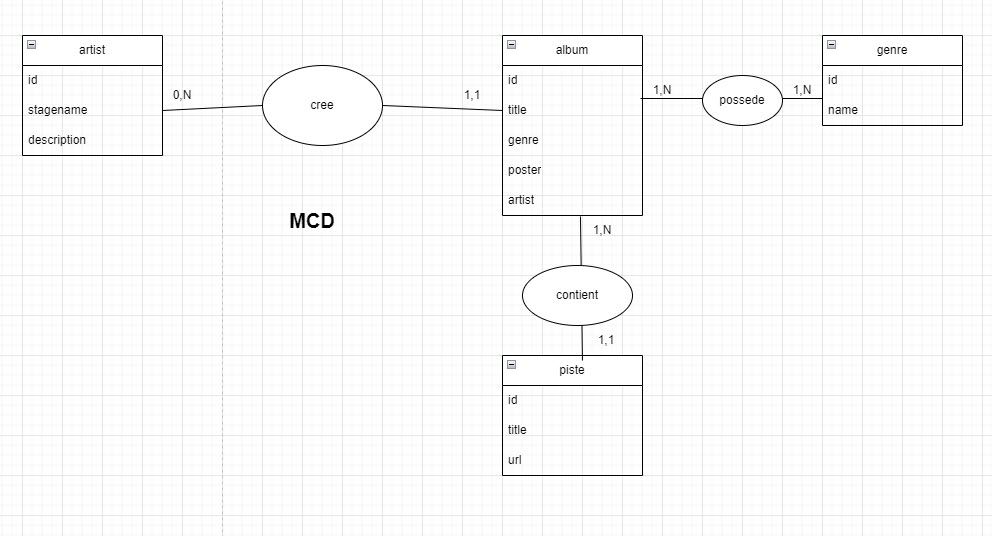 artist
id
stagename
description
0,N
cree
1,1
album
id
title
genre
poster
artist
1,N
possede
1,N
genre
id
name
MCD
1,N
contient
1,1
piste
id
title
url